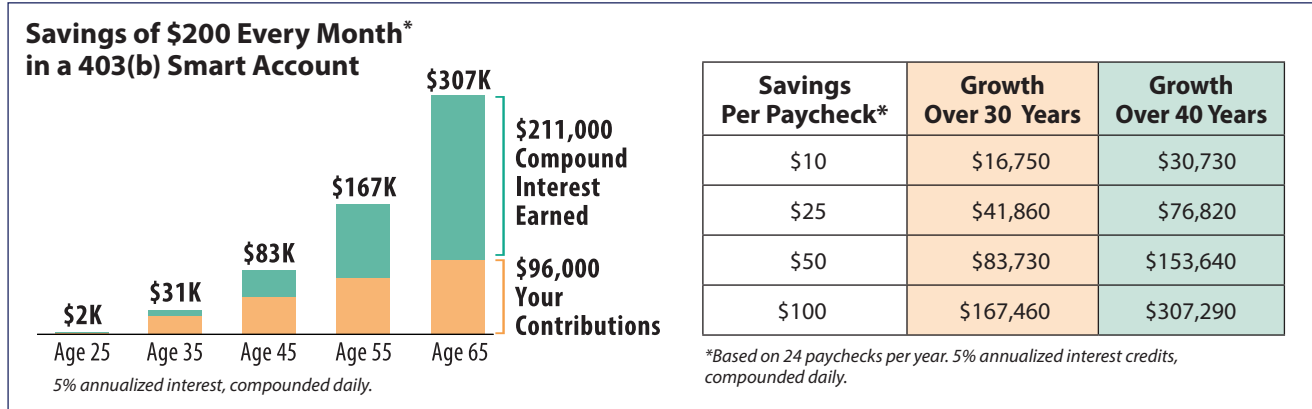 Savings of $200 Every Month*
in a 403(b) Smart Account
$307K
$211,000
Compound
Interest
Earned
$167K
$83K
$96,000
Your
Contributions
$31K
$2K
Age 25 Age 35 Age 45 Age 55 Age 65
5% annualized interest, compounded daily.
Savings Per Paycheck* Growth Over 30 Years Growth Over 40 Years
$10 $16,750 $30,730
$25 $41,860 $76,820
$50 $83,730 $153,640
$100 $167,460 $307,290
*Based on 24 paychecks per year. 5% annualized interest credits,
compounded daily.